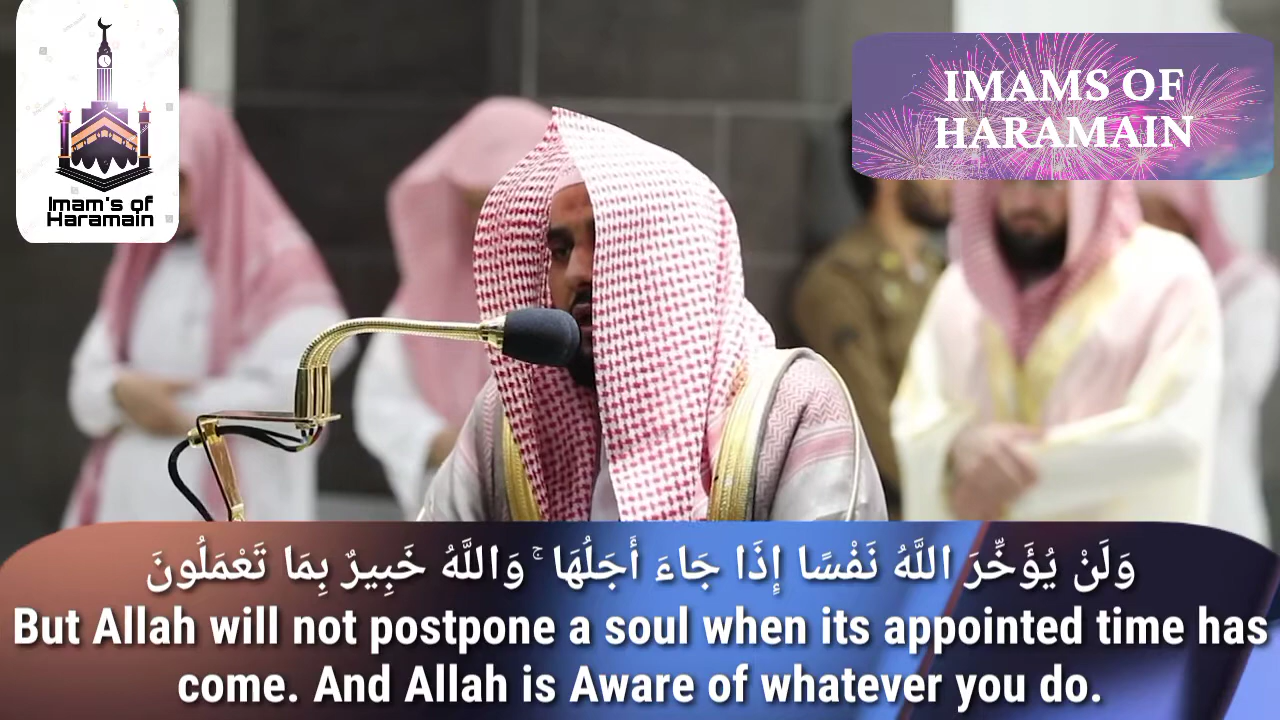 Imam's of
Haramain
IMAMS OF
HARAMAIN
وَلَنْ يُؤَخِّرَ اللَّهُ نَفْسًا إِذَا جَاءَ أَجَلُهَا ۚ وَاللَّهُ خَبِيرٌ بِمَا تَعْمَلُونَ
But Allah will not postpone a soul when its appointed time has
come. And Allah is Aware of whatever you do.